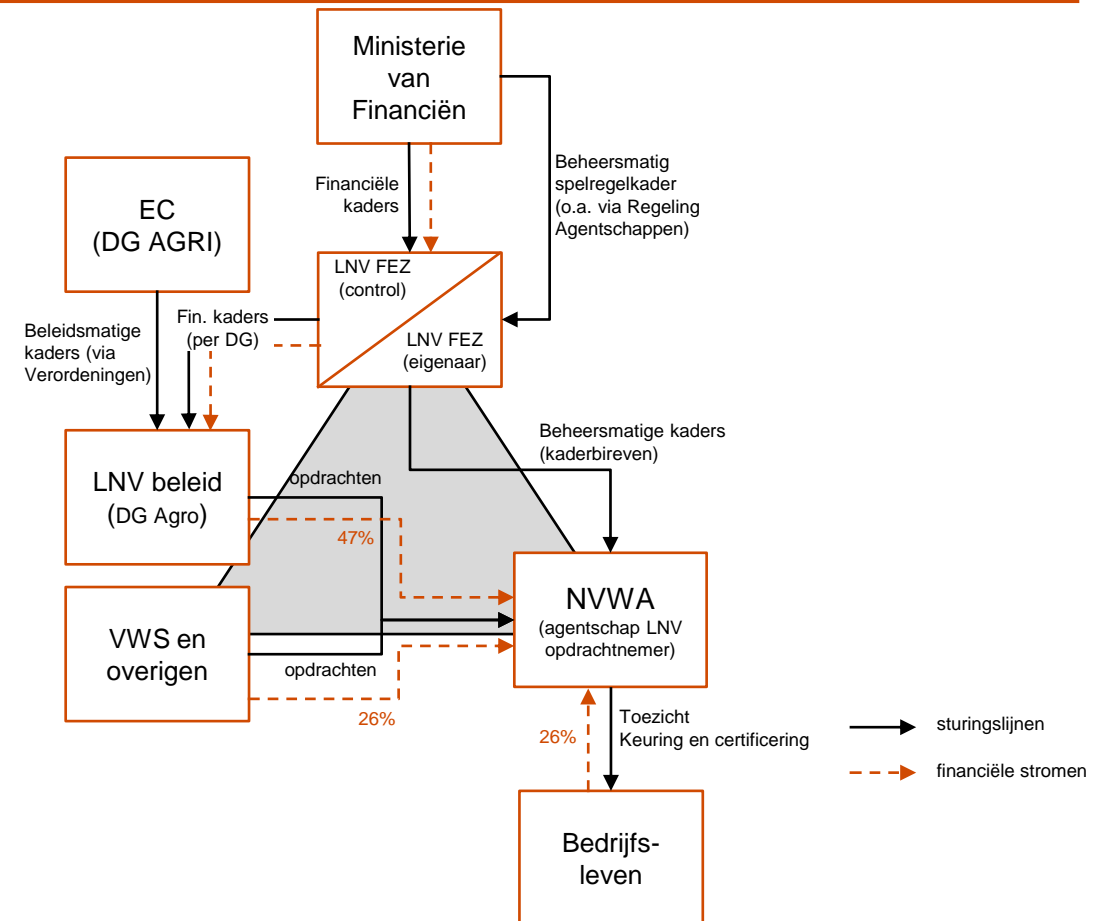 Ministerie
van
Financiën
EC
(DG AGRI)
Financiële
kaders
Beheersmatig
spelregelkader
(o.a. via Regeling
Agentschappen)
LNV FEZ
(control)
LNV FEZ
(eigenaar)
Beleidsmatige
kaders (via
Verordeningen)
Fin. kaders
(per DG)
LNV beleid
(DG Agro)
opdrachten
47%
Beheersmatige kaders
(kaderbireven)
VWS en
overigen
opdrachten
26%
NVWA
(agentschap LNV
opdrachtnemer)
26%
Toezicht
Keuring en certificering
Bedrijfs-
leven
sturingslijnen
financiële stromen